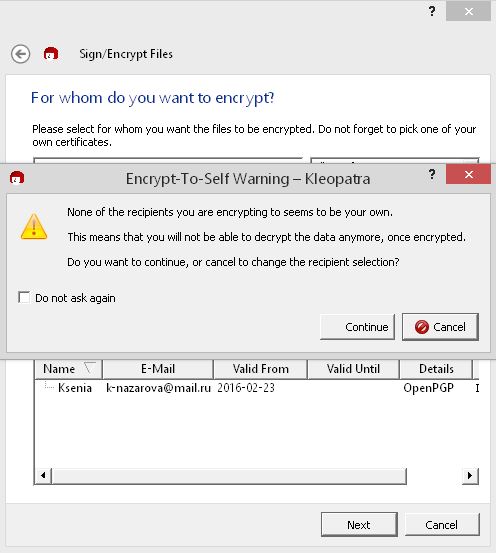 ?
Sign/Encrypt Files
For whom do you want to encrypt?
Please select for whom you want the files to be encrypted. Do not forget to pick one of your
own certificates.
Encrypt-To-Self Warning – Kleopatra
?
None of the recipients you are encrypting to seems to be your own.
This means that you will not be able to decrypt the data anymore, once encrypted.
Do you want to continue, or cancel to change the recipient selection?
Do not ask again
Continue Cancel
Name E-Mail Valid From Valid Until Details
Ksenia k-nazarova@mail.ru 2016-02-23 OpenPGP
Next Cancel